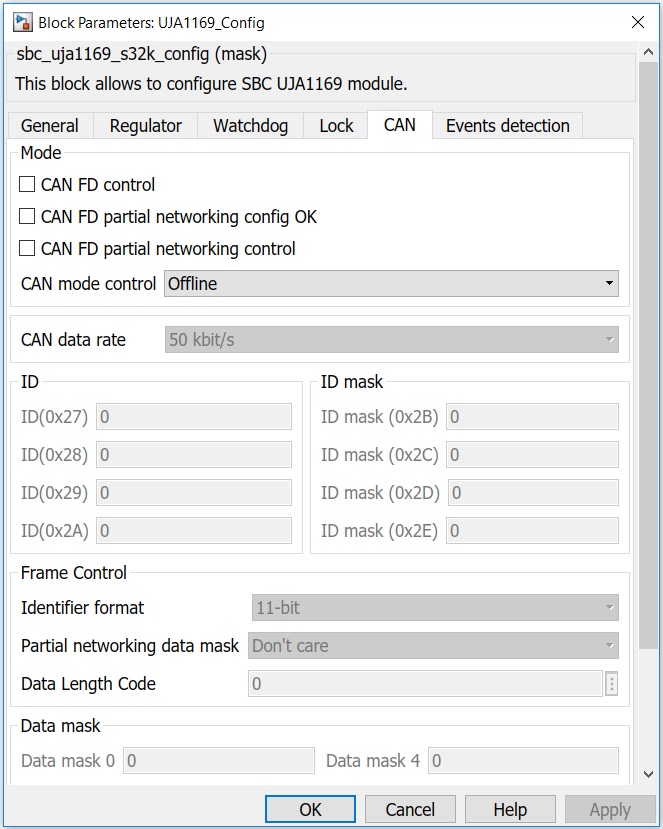 Block Parameters: UJA1169_Config
sbc_uja1169_s32k_config (mask)
This block allows to configure SBC UJA1169 module.
General Regulator Watchdog Lock CAN Events detection
Mode
CAN FD control
CAN FD partial networking config OK
CAN FD partial networking control
CAN mode control Offline
CAN data rate 50 kbit/s
ID
ID(0x27) 0
ID(0x28) 0
ID(0x29) 0
ID(0x2A) 0
ID mask
ID mask (0x2B) 0
ID mask (0x2C) 0
ID mask (0x2D) 0
ID mask (0x2E) 0
Frame Control
Identifier format 11-bit
Partial networking data mask Don't care
Data Length Code 0
Data mask
Data mask 0 0 Data mask 4 0
OK Cancel Help Apply